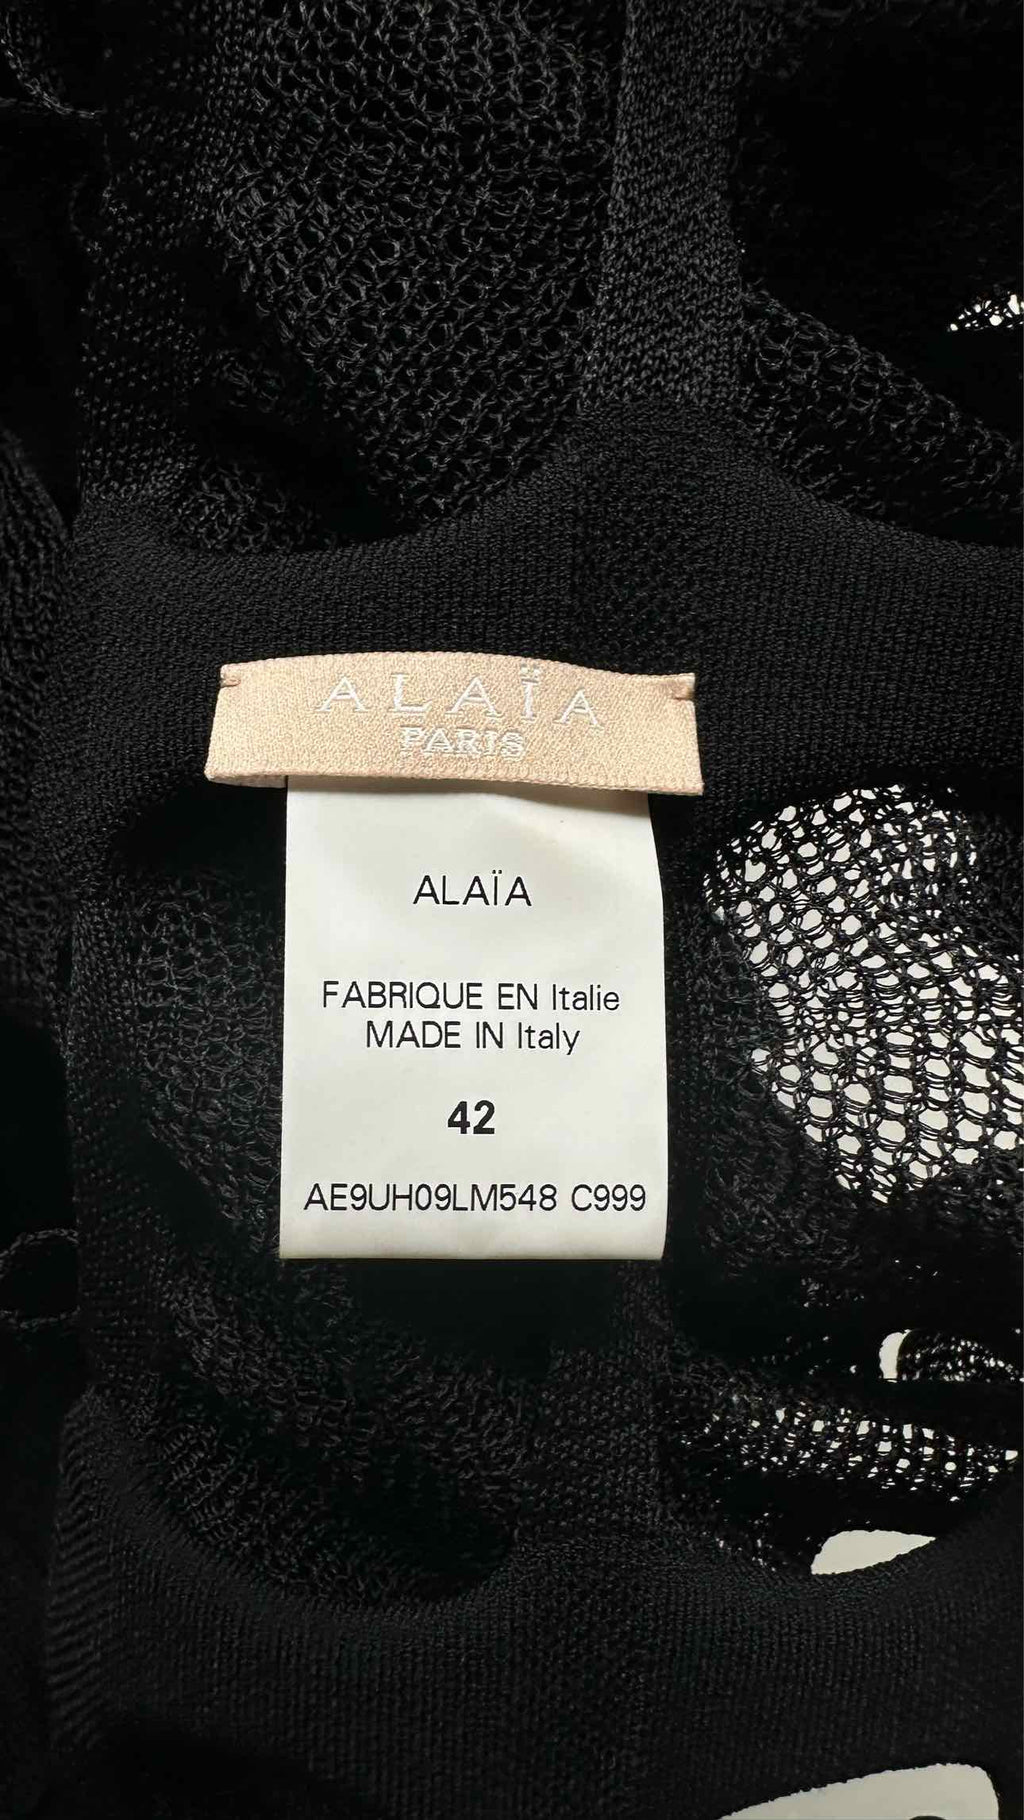 ALAÏA
PARIS
ALAÏA
FABRIQUE EN Italie
MADE IN Italy
42
AE9UH09LM548 C999